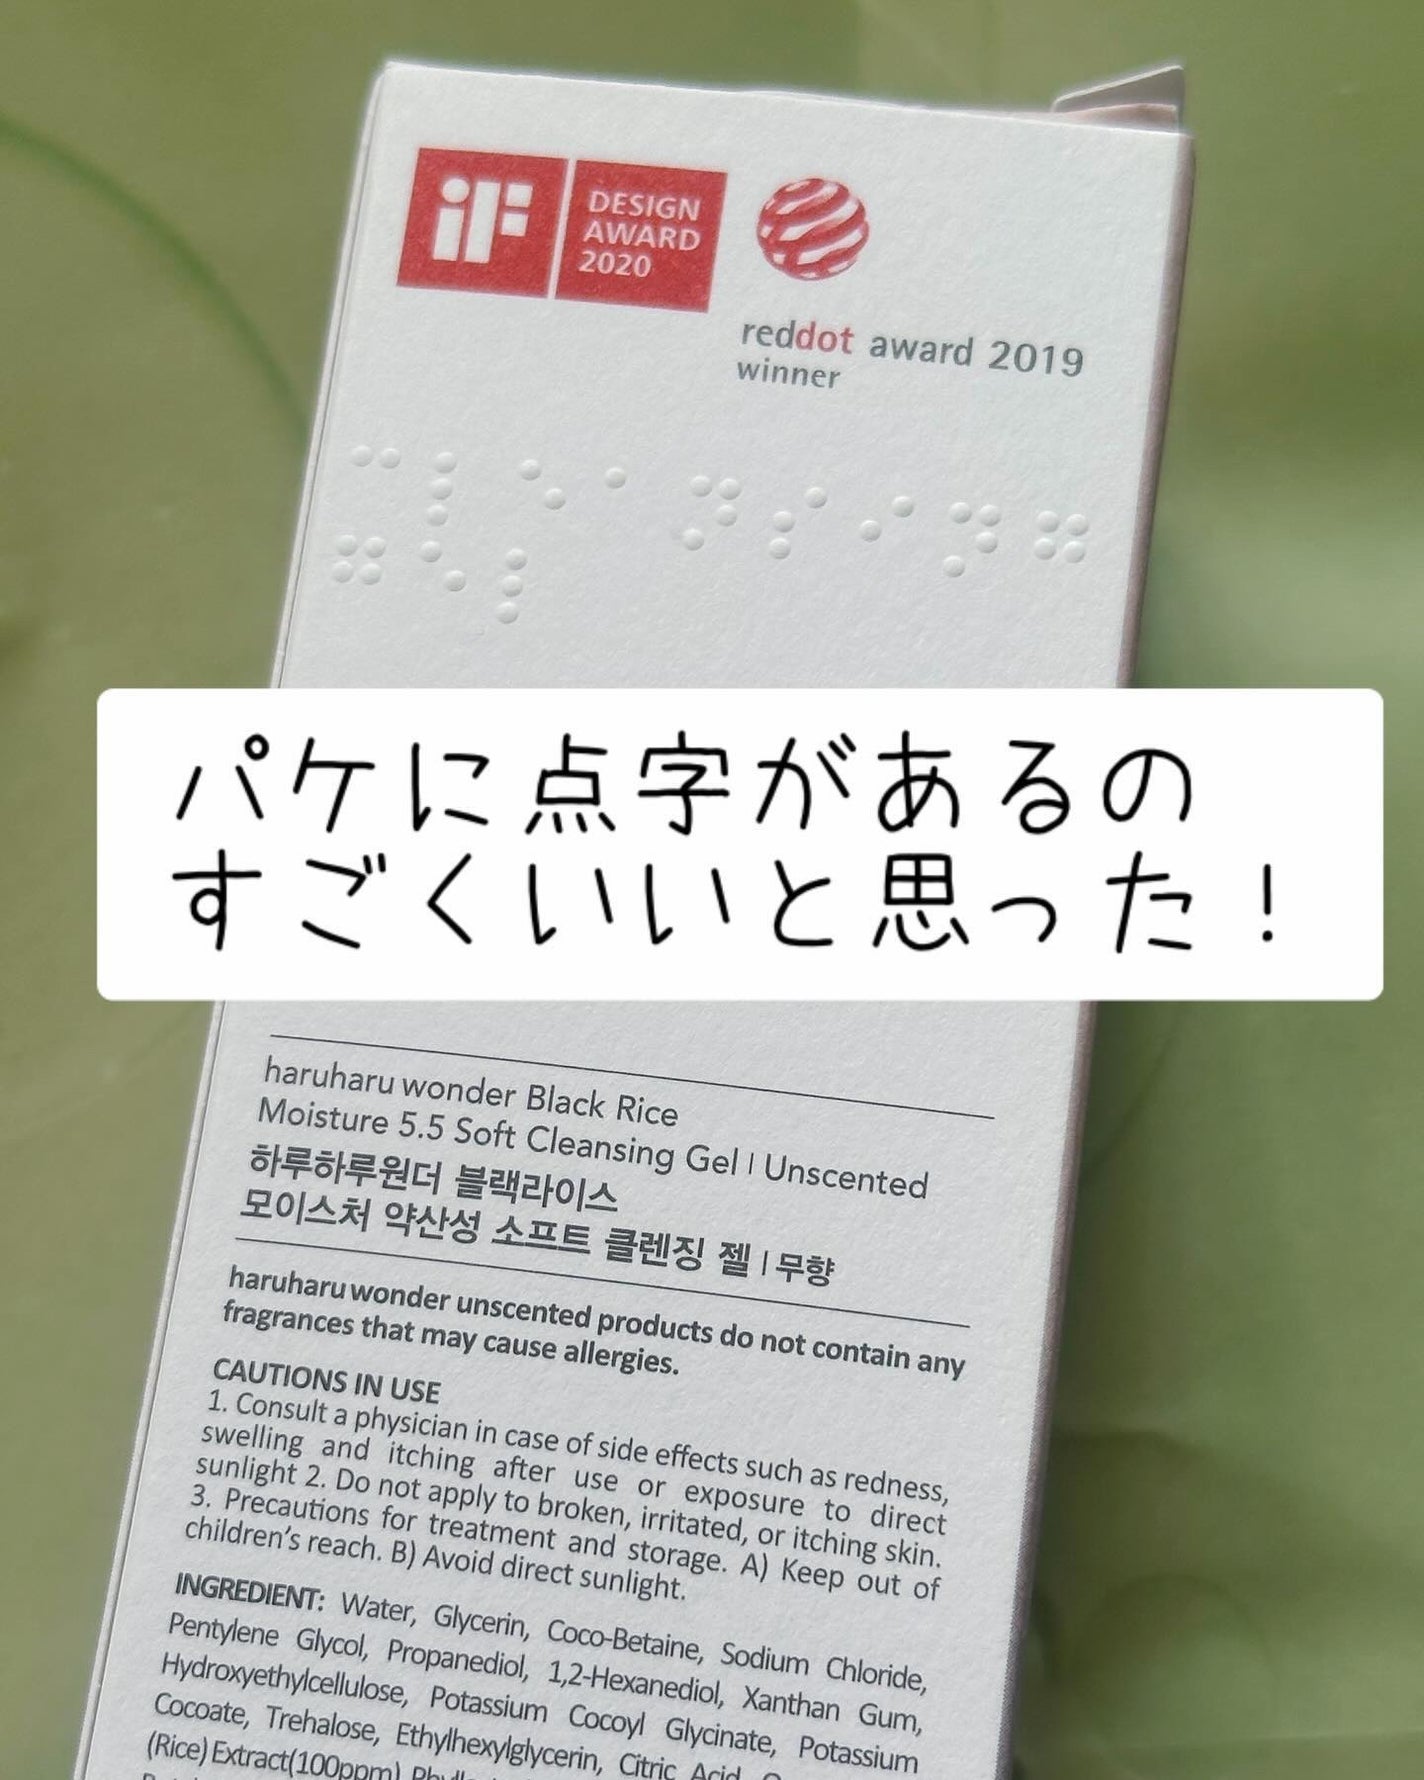 iF
DESIGN
AWARD
2020
reddot award 2019
winner
パケに点字があるの
すごくいいと思った！
haruharu wonder Black Rice
Moisture 5.5 Soft Cleansing Gel | Unscented
하루하루원더 블랙라이스
모이스처 약산성 소프트 클렌징 젤 | 무향
haruharu wonder unscented products do not contain any
fragrances that may cause allergies.
CAUTIONS IN USE
1. Consult a physician in case of side effects such as redness,
swelling and itching after use or exposure to direct
sunlight 2. Do not apply to broken, irritated, or itching skin.
3. Precautions for treatment and storage. A) Keep out of
children's reach. B) Avoid direct sunlight.
INGREDIENT: Water, Glycerin, Coco-Betaine, Sodium Chloride,
Pentylene Glycol, Propanediol, 1,2-Hexanediol, Xanthan Gum,
Hydroxyethylcellulose, Potassium Cocoyl Glycinate, Potassium
Cocoate, Trehalose, Ethylhexylglycerin, Citric Acid,
(Rice) Extract(100ppm)